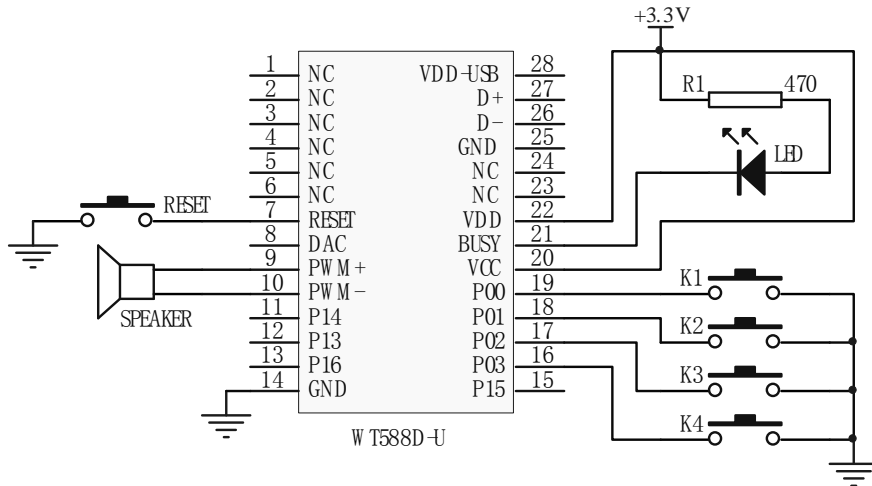 +3.3V
1 NC VDD-USB 28
2 NC D+ 27
3 NC D- 26
4 NC GND 25
5 NC NC 24
6 NC NC 23
7 RESET VDD 22
8 DAC BUSY 21
9 PWM+ VCC 20
10 PWM- P00 19
11 P14 P01 18
12 P13 P02 17
13 P16 P03 16
14 GND P15 15
WT588D-U
RESET
SPEAKER
R1 470
LED
K1
K2
K3
K4